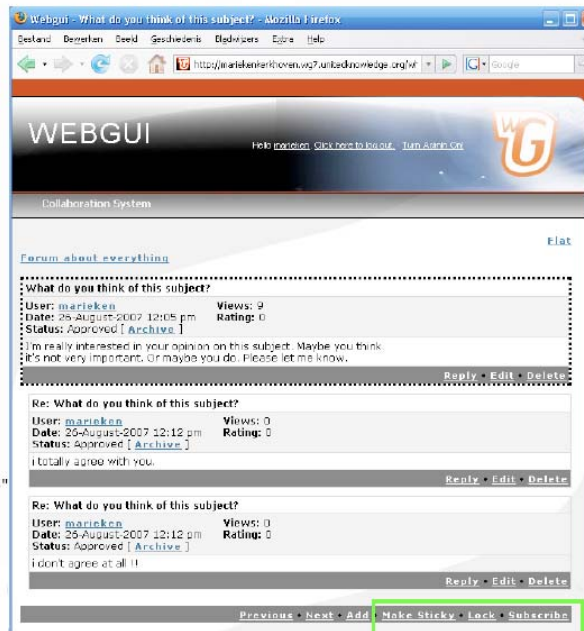 Webgui - What do you think of this subject? - Mozilla Firefox
Bestand Bewerken Beeld Geschiedenis Bladwijzers Extra Help
http://mariekenkerkhoven.wg7.unitedknowledge.org/wh
Google
WEBGUI
Hello marieken. Click here to log out. Turn Admin On!
Collaboration System
Flat
Forum about everything
What do you think of this subject?
User: marieken Views: 9
Date: 26-August-2007 12:05 pm Rating: 0
Status: Approved [ Archive ]
I'm really interested in your opinion on this subject. Maybe you think
it's not very important. Or maybe you do. Please let me know.
Reply • Edit • Delete
Re: What do you think of this subject?
User: marieken Views: 0
Date: 26-August-2007 12:12 pm Rating: 0
Status: Approved [ Archive ]
i totally agree with you.
Reply • Edit • Delete
"
Re: What do you think of this subject?
User: marieken Views: 0
Date: 26-August-2007 12:12 pm Rating: 0
Status: Approved [ Archive ]
i don't agree at all !!
Reply • Edit • Delete
Previous • Next • Add • Make Sticky • Lock • Subscribe